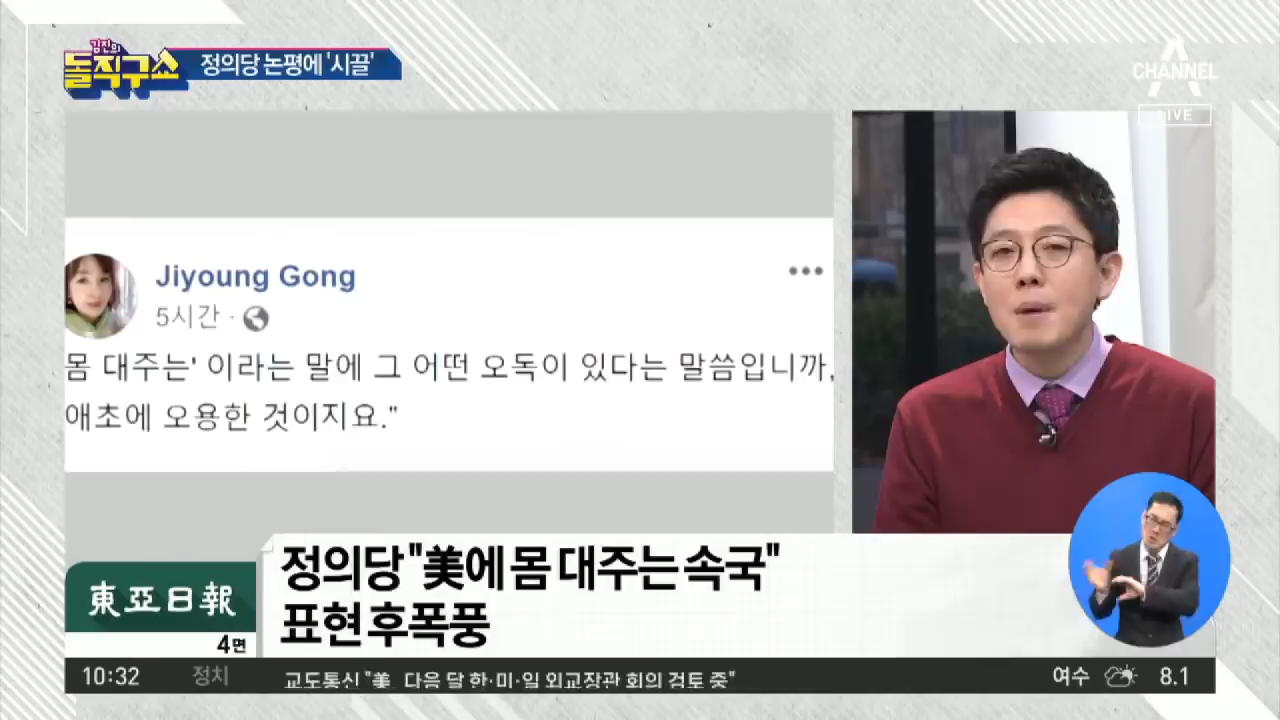 김진의
돌직구쇼
정의당 논평에 '시끌'
CHANNEL A
LIVE
Jiyoung Gong
5시간 ·
몸 대주는' 이라는 말에 그 어떤 오독이 있다는 말씀입니까,
애초에 오용한 것이지요."
東亞日報
4면
정의당 "美에 몸 대주는 속국"
표현 후폭풍
10:32 정치 교도통신 "美, 다음 달 한·미·일 외교장관 회의 검토 중" 여수 8.1